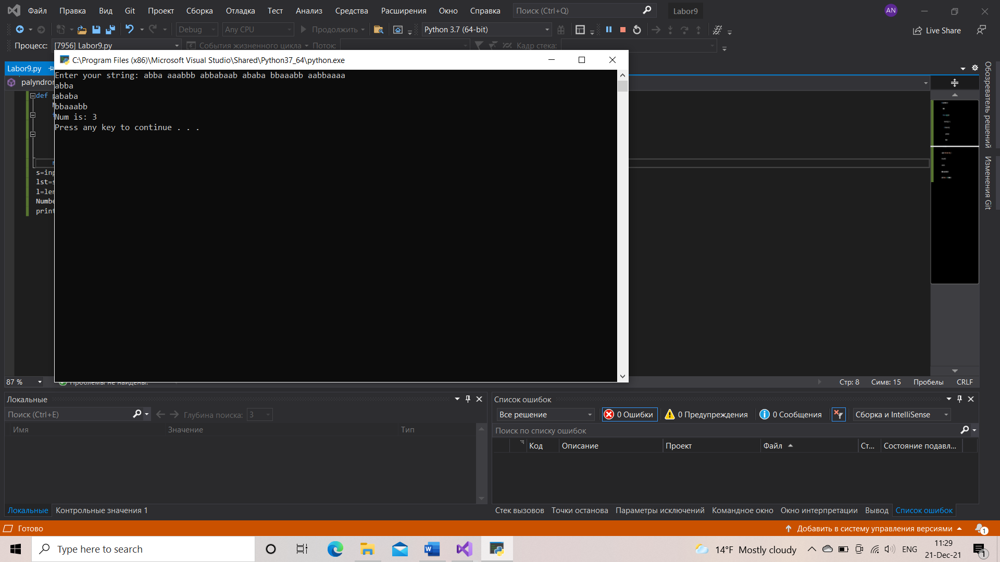 Файл Правка Вид Git Проект Сборка Отладка Тест Анализ Средства Расширения Окно Справка Поиск (Ctrl+Q) Labor9 AN
Debug Any CPU Продолжить Python 3.7 (64-bit) Live Share
Процесс: [7956] Labor9.py События жизненного цикла Поток: Кадр стека:
C:\Program Files (x86)\Microsoft Visual Studio\Shared\Python37_64\python.exe
Labor9.py
palyndror
Enter your string: abba aaabbb abbabaab ababa bbaaabb aabbaaaa
abba
ababa
bbaaabb
Num is: 3
Press any key to continue . . .
def p
s=inp
lst=s
l=len
Numbe
print
Обозреватель решений
Изменения Git
87 % Проблемы не найдены. Стр: 8 Симв: 15 Пробелы CRLF
Локальные
Поиск (Ctrl+E) Глубина поиска: 3
Имя Значение Тип
Локальные Контрольные значения 1
Список ошибок
Все решение 0 Ошибки 0 Предупреждения 0 Сообщения Сборка и IntelliSense
Поиск по списку ошибок
Код Описание Проект Файл Ст... Состояние подавл...
Стек вызовов Точки останова Параметры исключений Командное окно Окно интерпретации Вывод Список ошибок
Готово Добавить в систему управления версиями 1
Type here to search 14°F Mostly cloudy ENG 11:29
21-Dec-21 1